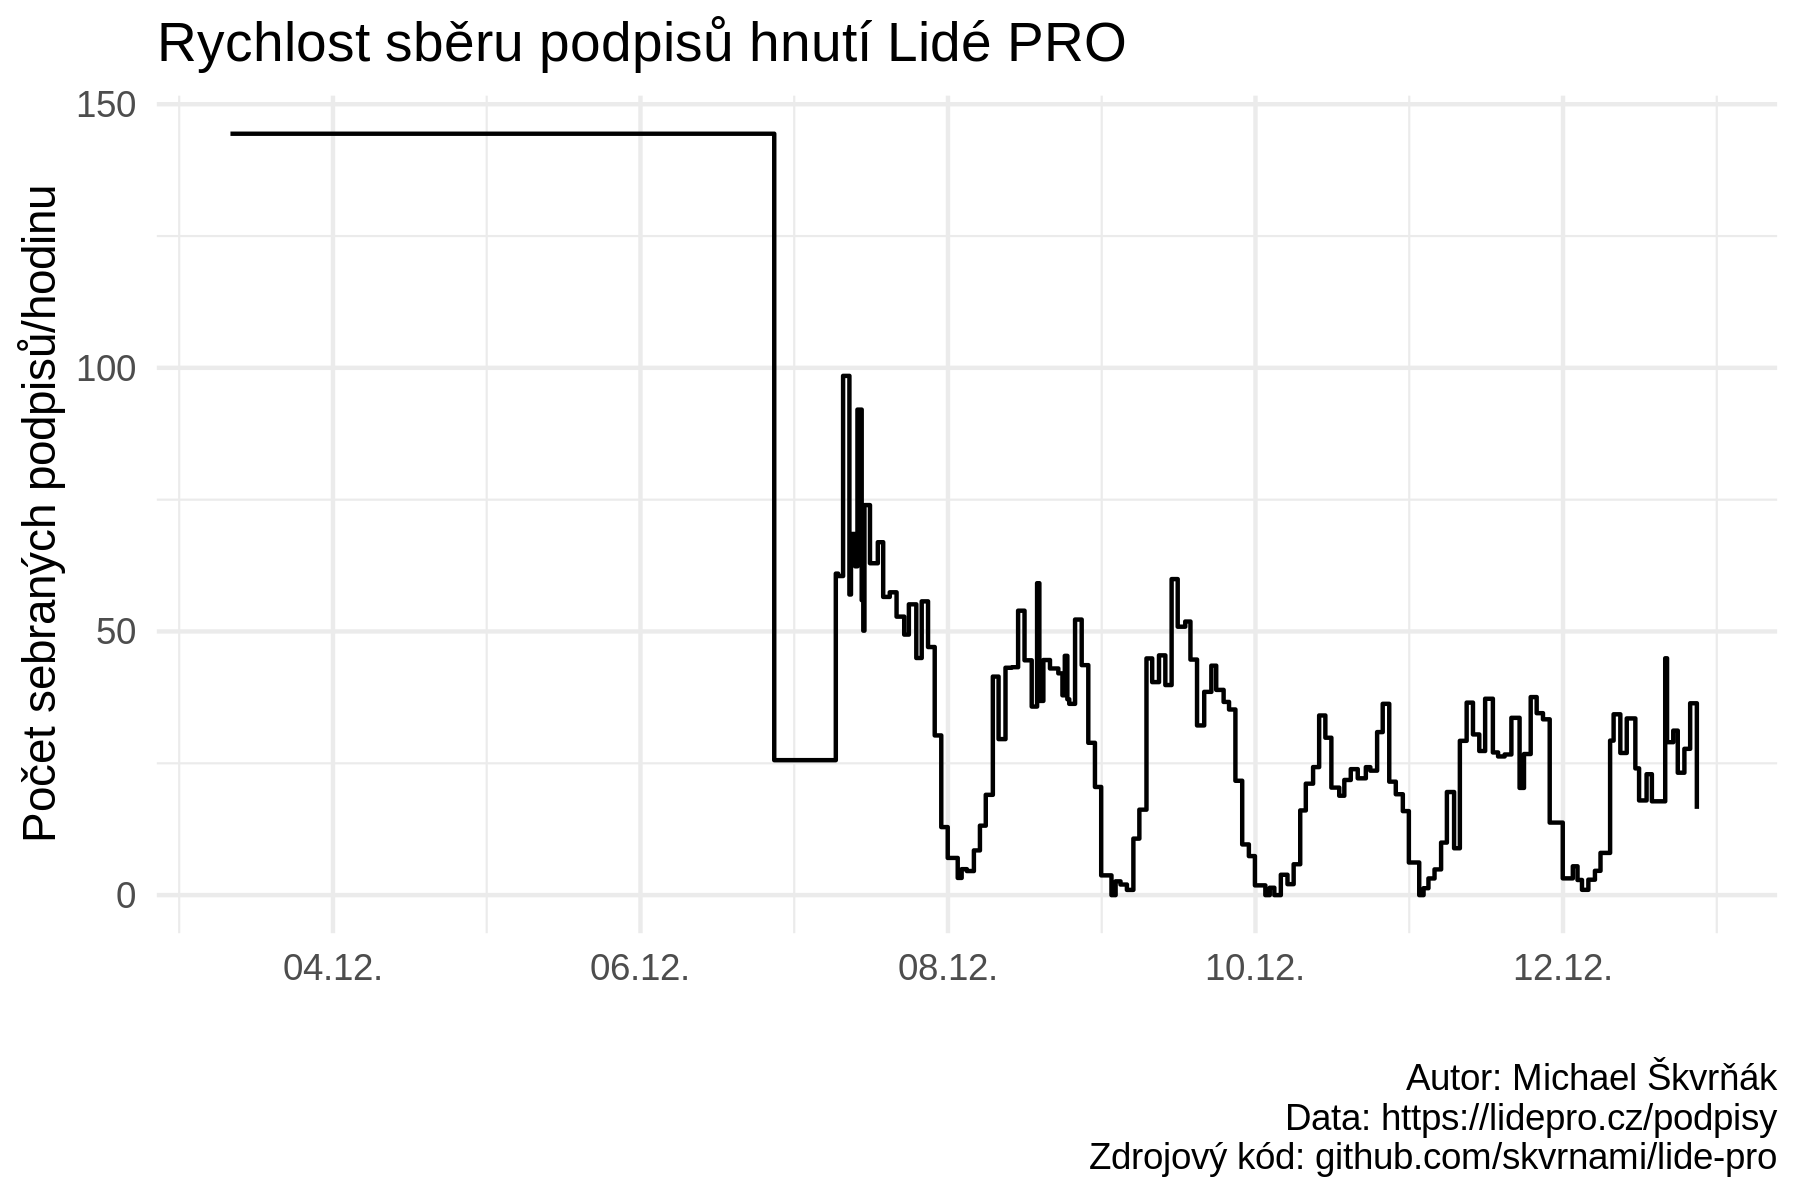 Rychlost sběru podpisů hnutí Lidé PRO
Počet sebraných podpisů/hodinu
150
100
50
0
04.12.
06.12.
08.12.
10.12.
12.12.
Autor: Michael Škvrňák
Data: https://lidepro.cz/podpisy
Zdrojový kód: github.com/skvrnami/lide-pro